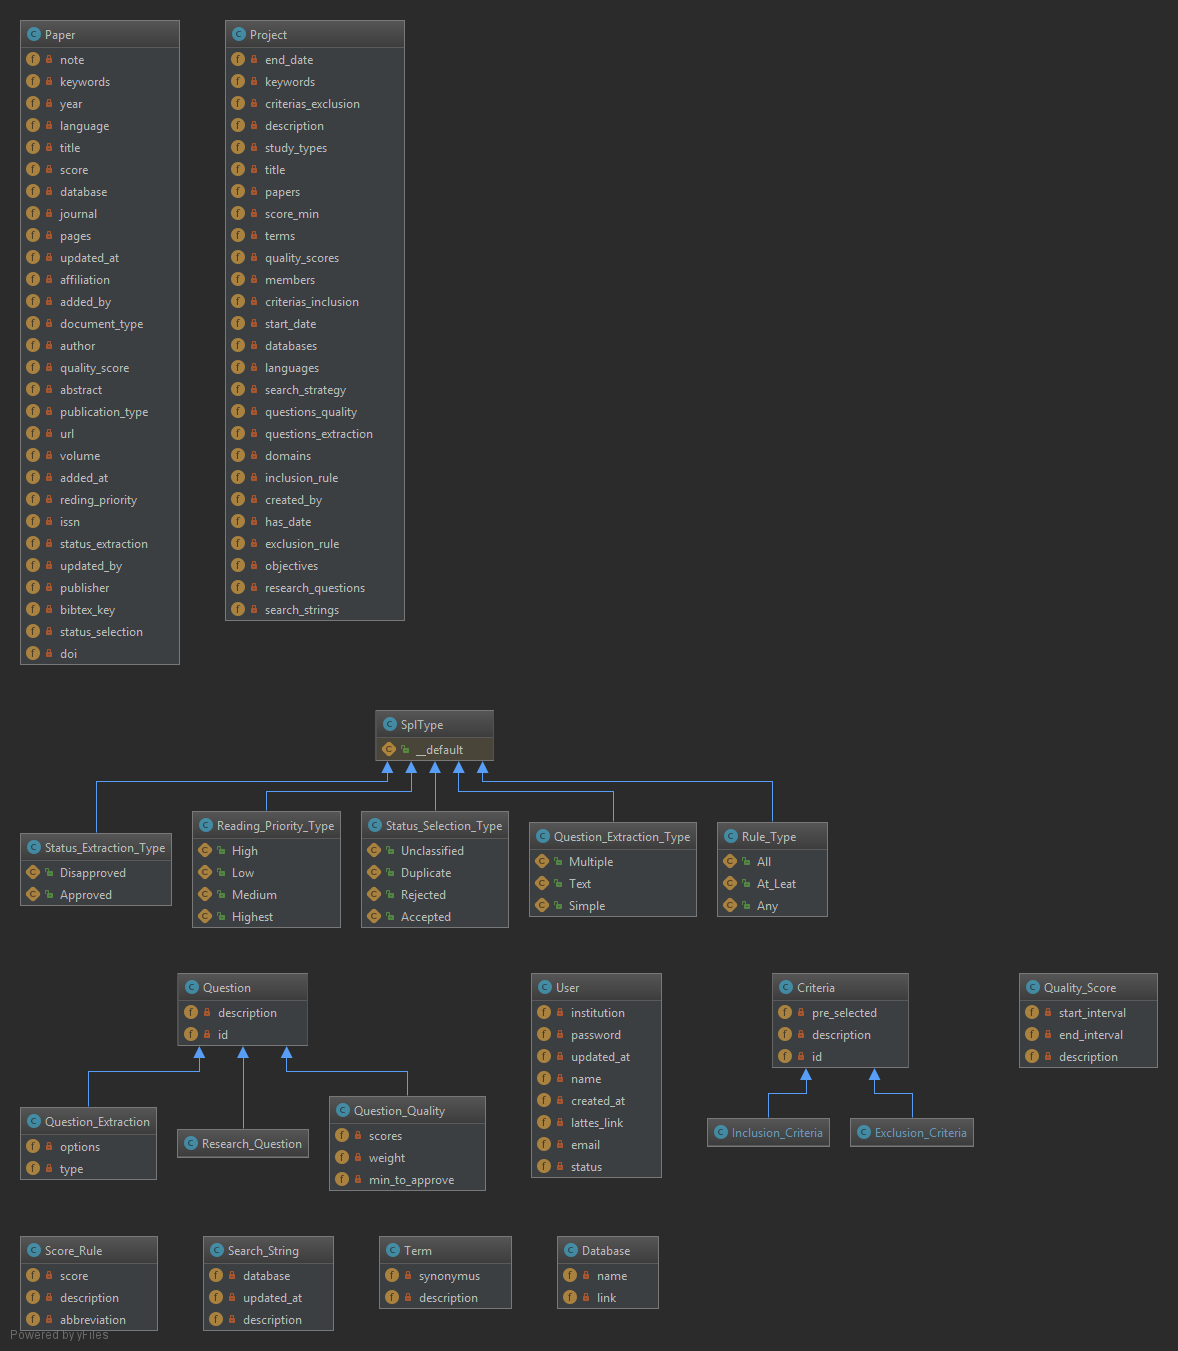 Paper
note
keywords
year
language
title
score
database
journal
pages
updated_at
affiliation
added_by
document_type
author
quality_score
abstract
publication_type
url
volume
added_at
reding_priority
issn
status_extraction
updated_by
publisher
bibtex_key
status_selection
doi
Project
end_date
keywords
criterias_exclusion
description
study_types
title
papers
score_min
terms
quality_scores
members
criterias_inclusion
start_date
databases
languages
search_strategy
questions_quality
questions_extraction
domains
inclusion_rule
created_by
has_date
exclusion_rule
objectives
research_questions
search_strings
SplType
__default
Status_Extraction_Type
Disapproved
Approved
Reading_Priority_Type
High
Low
Medium
Highest
Status_Selection_Type
Unclassified
Duplicate
Rejected
Accepted
Question_Extraction_Type
Multiple
Text
Simple
Rule_Type
All
At_Leat
Any
Question
description
id
User
institution
password
updated_at
name
created_at
lattes_link
email
status
Criteria
pre_selected
description
id
Quality_Score
start_interval
end_interval
description
Question_Extraction
options
type
Research_Question
Question_Quality
scores
weight
min_to_approve
Inclusion_Criteria
Exclusion_Criteria
Score_Rule
score
description
abbreviation
Search_String
database
updated_at
description
Term
synonymus
description
Database
name
link
Powered by yFiles